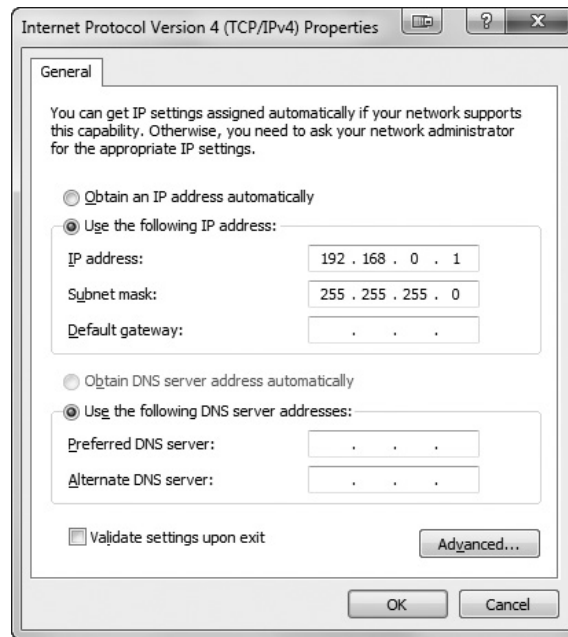 Internet Protocol Version 4 (TCP/IPv4) Properties
General
You can get IP settings assigned automatically if your network supports
this capability. Otherwise, you need to ask your network administrator
for the appropriate IP settings.
Obtain an IP address automatically
Use the following IP address:
IP address: 192 . 168 . 0 . 1
Subnet mask: 255 . 255 . 255 . 0
Default gateway: . . .
Obtain DNS server address automatically
Use the following DNS server addresses:
Preferred DNS server: . . .
Alternate DNS server: . . .
Validate settings upon exit
Advanced...
OK Cancel